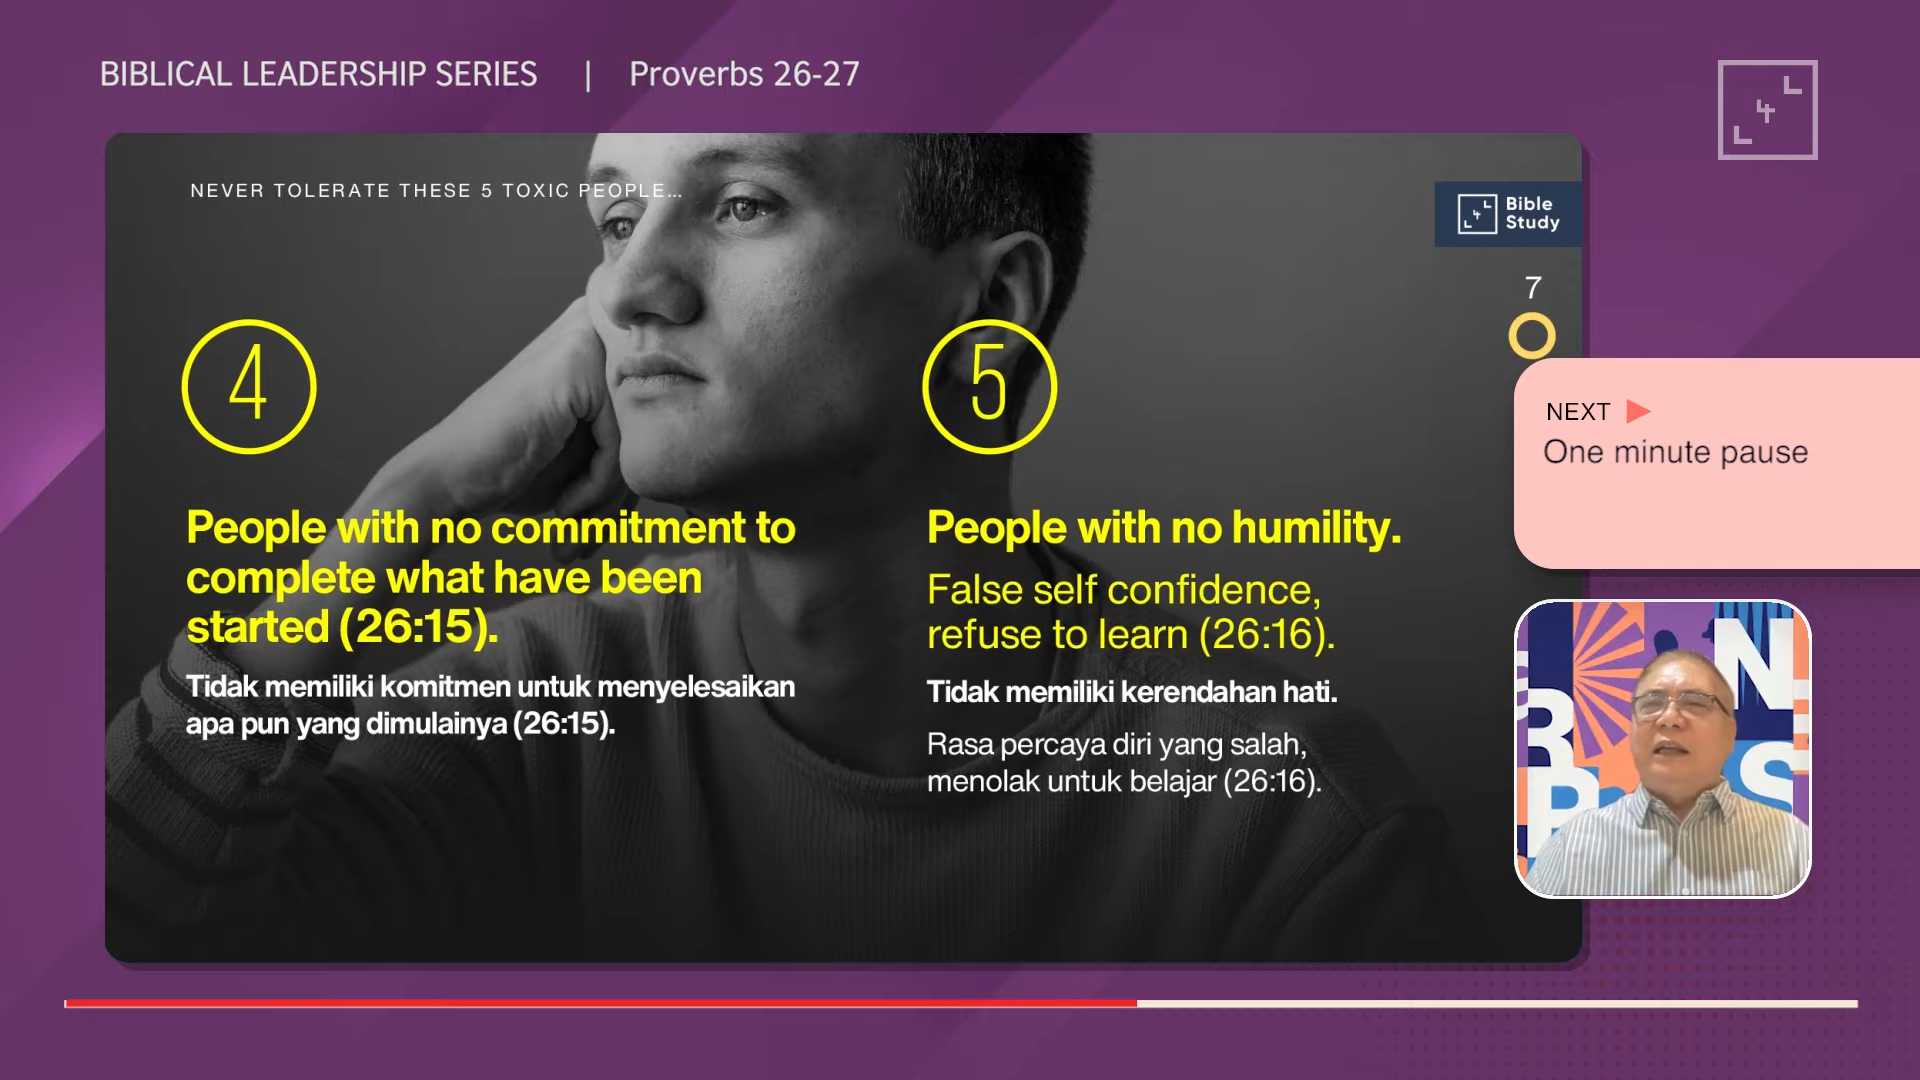 BIBLICAL LEADERSHIP SERIES | Proverbs 26-27
NEVER TOLERATE THESE 5 TOXIC PEOPLE...
Bible
Study
7
4
People with no commitment to
complete what have been
started (26:15).
Tidak memiliki komitmen untuk menyelesaikan
apa pun yang dimulainya (26:15).
5
People with no humility.
False self confidence,
refuse to learn (26:16).
Tidak memiliki kerendahan hati.
Rasa percaya diri yang salah,
menolak untuk belajar (26:16).
NEXT
One minute pause